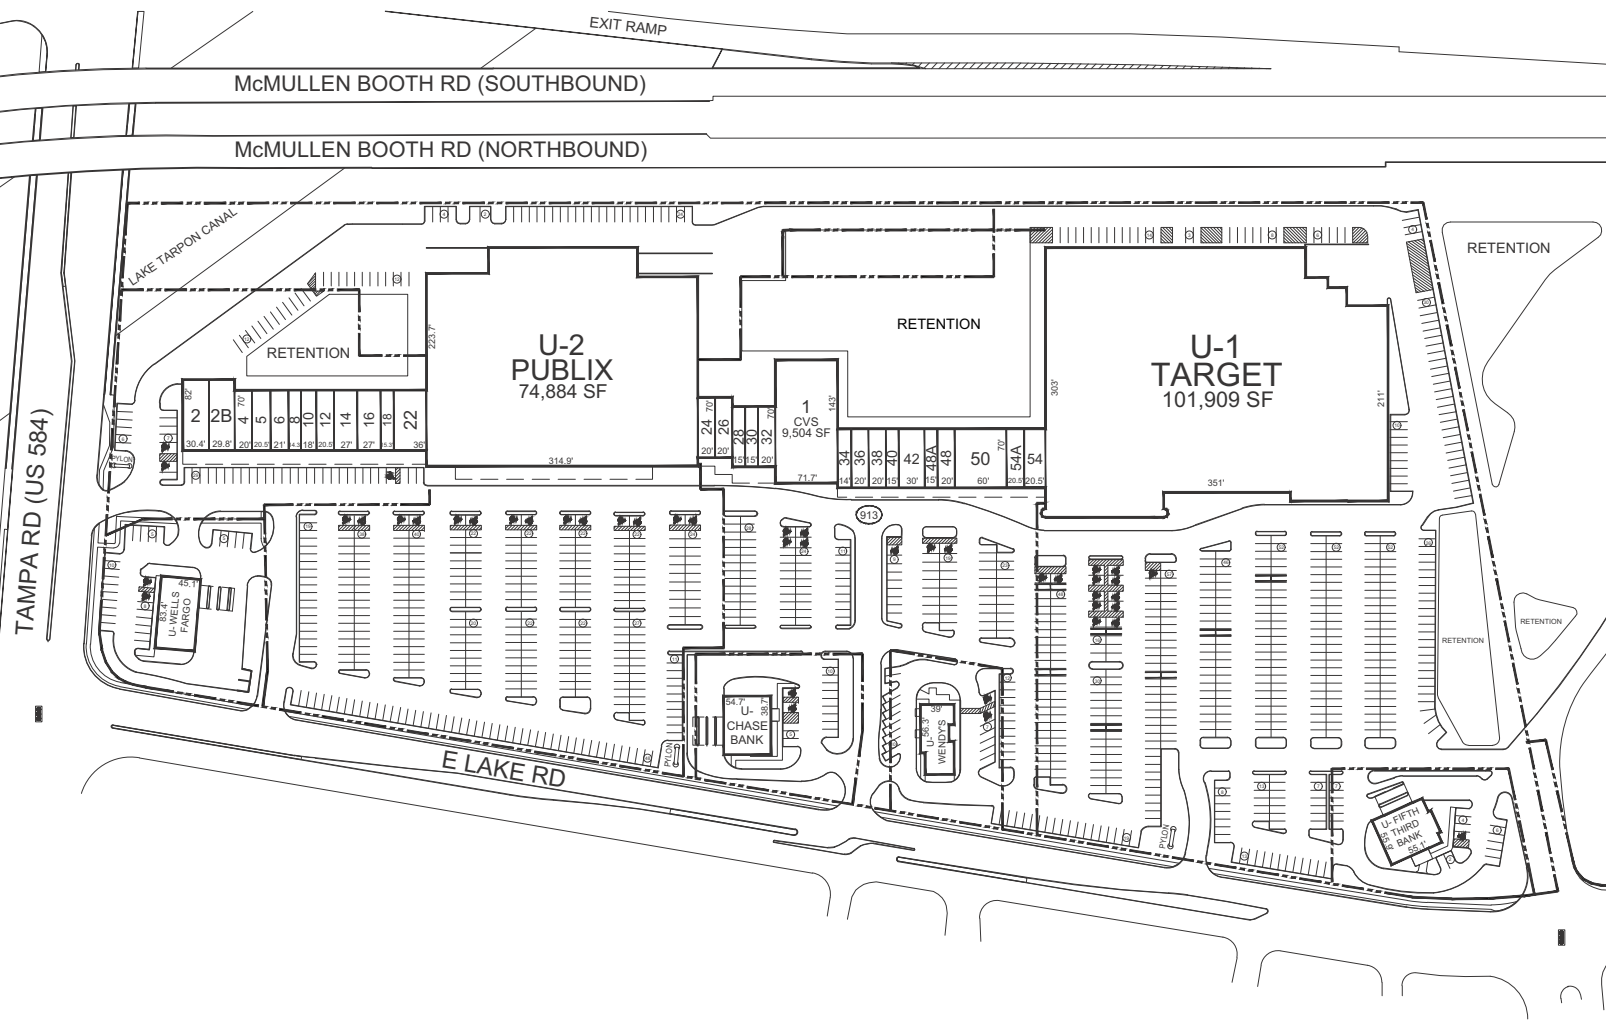 EXIT RAMP
McMULLEN BOOTH RD (SOUTHBOUND)
McMULLEN BOOTH RD (NORTHBOUND)
TAMPA RD (US 584)
LAKE TARPON CANAL
RETENTION
RETENTION
RETENTION
RETENTION
RETENTION
U-2
PUBLIX
74,884 SF
223.7'
314.9'
U-1
TARGET
101,909 SF
303'
211'
351'
82'
2
30.4'
2B
29.8'
70'
4
20'
5
20.5'
6
21'
8
10
18'
12
20.5'
14
27'
16
27'
18
22
36'
24
20'
70'
26
20'
28
15'
30
15'
70'
32
20'
1
CVS
9,504 SF
143'
71.7'
34
14'
36
20'
38
20'
40
15'
42
30'
48A
15'
48
20'
50
60'
70'
54A
20.5'
54
20.5'
913
PYLON
45.1'
83.4'
U- WELLS
FARGO
54.7'
38.7'
U-
CHASE
BANK
PYLON
39'
56.3'
U-
WENDY'S
PYLON
U- FIFTH
THIRD
BANK
55.1'
E LAKE RD